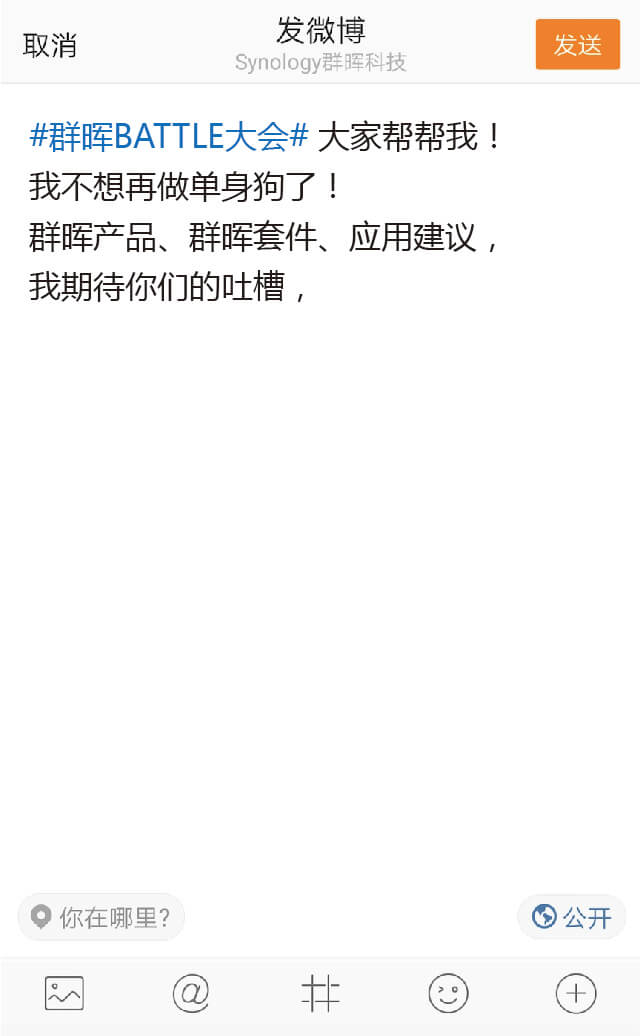 取消
发微博
Synology群晖科技
发送
#群晖BATTLE大会# 大家帮帮我！
我不想再做单身狗了！
群晖产品、群晖套件、应用建议，
我期待你们的吐槽，
你在哪里?
公开